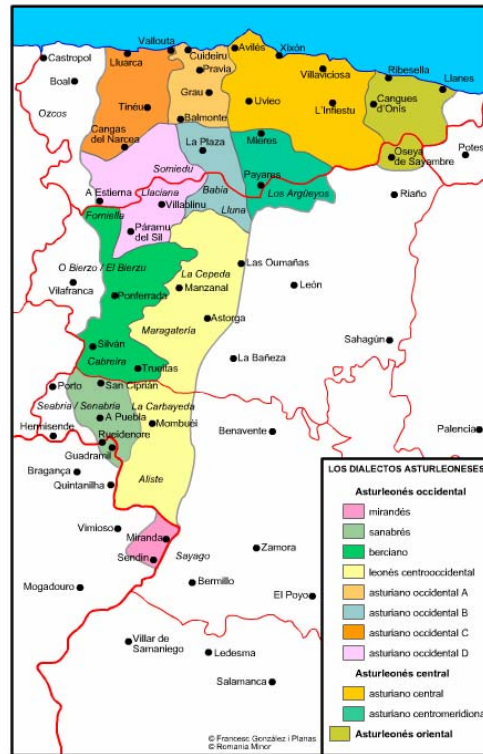 Castropol
Boal
Ozcos
Vallouta
Lluarca
Cuideiru
Pravia
Avilés
Xixón
Villaviciosa
Ribesella
Llanes
Tinéu
Grau
Uvieo
L'Infiestu
Cangues
d'Onís
Balmonte
Cangas
del Narcea
La Plaza
Mieres
Oseya
de Sayambre
Potes
Somiedu
Payares
Babia
Los Argüeyos
Riaño
A Estierna
Llaciana
Villablinu
Lluna
Forniella
Páramu
del Sil
O Bierzo / El Bierzu
Vilafranca
La Cepeda
Las Oumañas
Manzanal
León
Ponferrada
Astorga
Maragatería
Sahagún
Silván
Cabreira
Trueitas
La Bañeza
Porto
San Ciprián
Seabria / Senabria
La Carbayeda
A Puebla
Mombuéi
Hermisende
Benavente
Palencia
Guadramil
Bragança
Quintanilha
Aliste
Vimioso
Miranda
Sendin
Sayago
Zamora
Mogadouro
Bermillo
El Poyo
Villar de
Samaniego
Ledesma
Salamanca
LOS DIALECTOS ASTURLEONESES
Asturleonés occidental
mirandés
sanabrés
berciano
leonés centrooccidental
asturiano occidental A
asturiano occidental B
asturiano occidental C
asturiano occidental D
Asturleonés central
asturiano central
asturiano centromeridional
Asturleonés oriental
© Francesc González i Planas
© Romania Minor